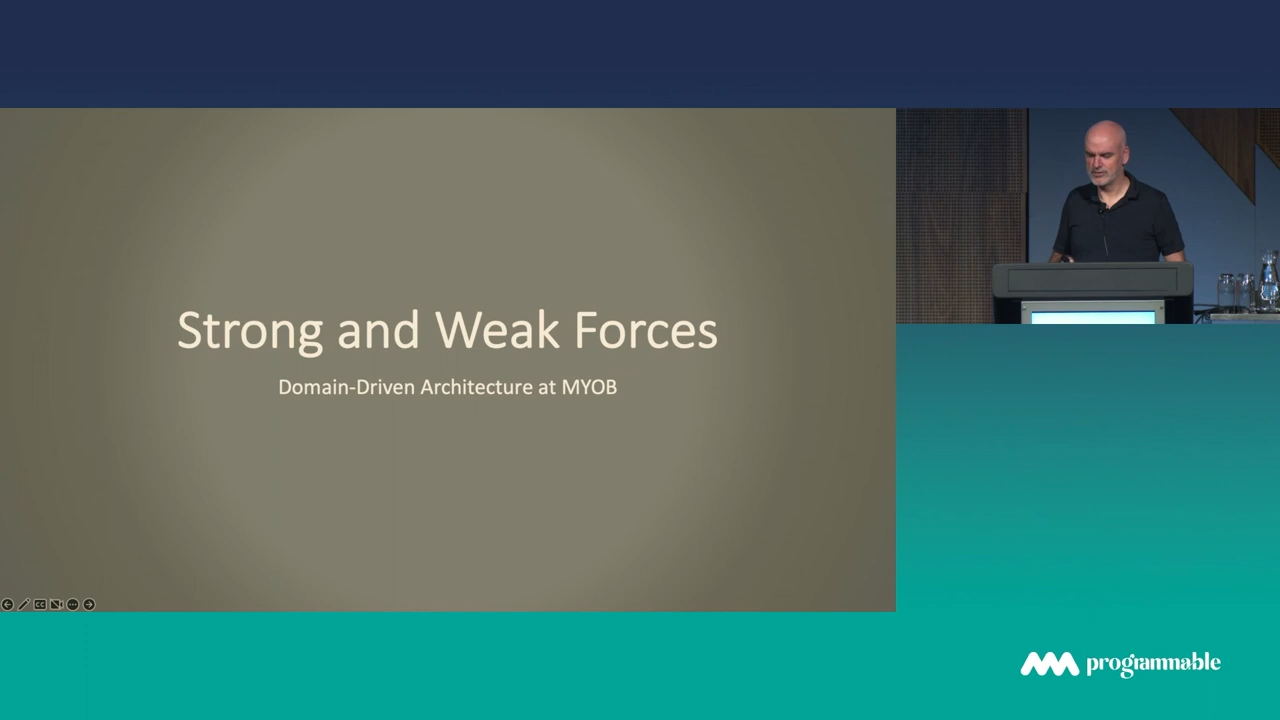 Strong and Weak Forces
Domain-Driven Architecture at MYOB
programmable